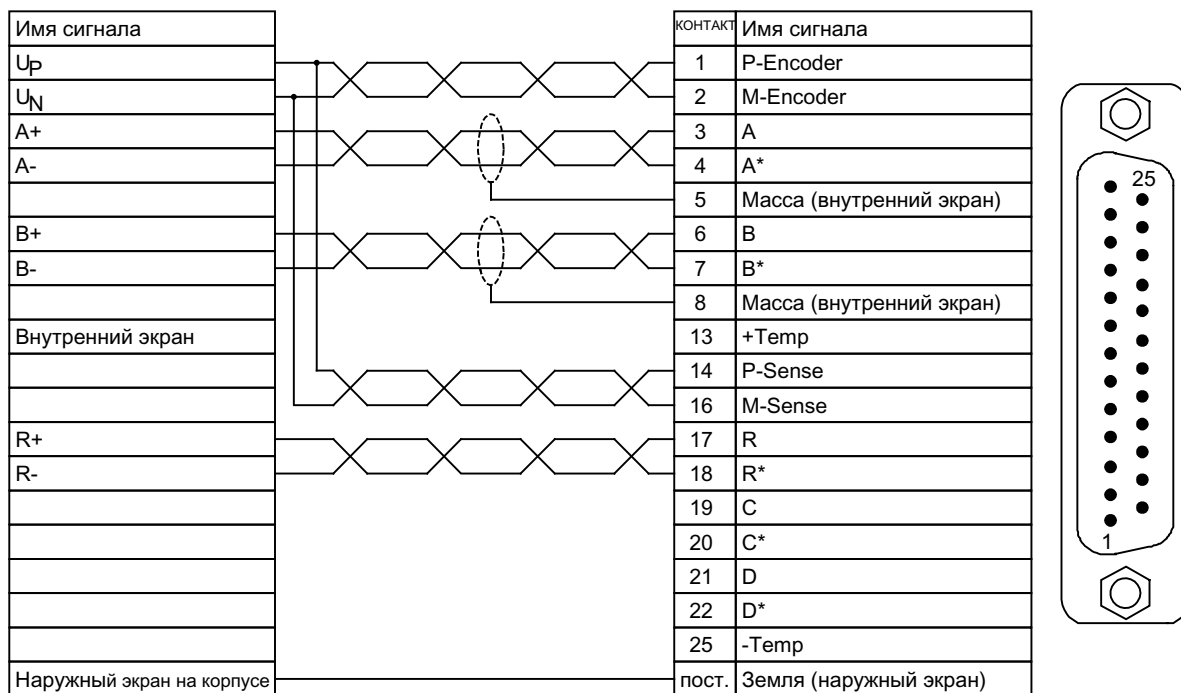 Имя сигнала КОНТАКТ Имя сигнала
UP 1 P-Encoder
UN 2 M-Encoder
A+ 3 A
A- 4 A*
5 Масса (внутренний экран)
B+ 6 B
B- 7 B*
8 Масса (внутренний экран)
Внутренний экран 13 +Temp
14 P-Sense
16 M-Sense
R+ 17 R
R- 18 R*
19 C
20 C*
21 D
22 D*
25 -Temp
Наружный экран на корпусе пост. Земля (наружный экран)
25
1